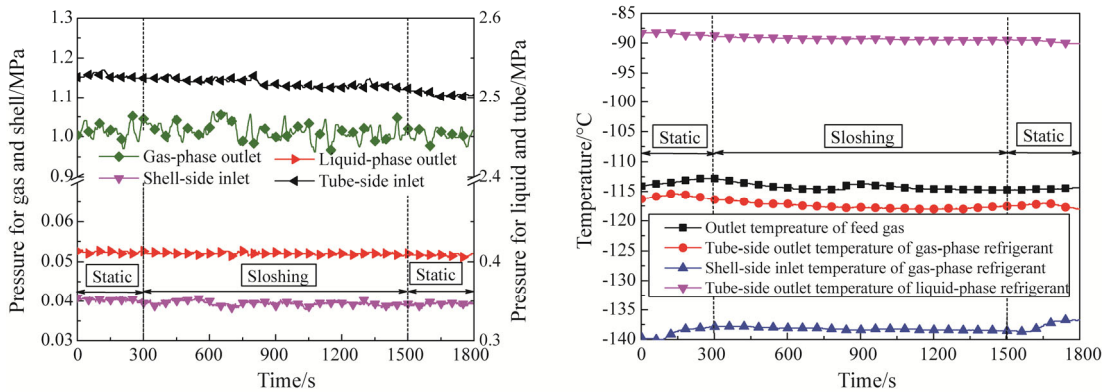 Pressure for gas and shell/MPa
1.3
1.2
1.1
1.0
0.9
0.06
0.05
0.04
0.03
Gas-phase outlet
Liquid-phase outlet
Shell-side inlet
Tube-side inlet
Static
Sloshing
Static
0 300 600 900 1200 1500 1800
Time/s
2.6
2.5
2.4
0.4
0.3
Pressure for liquid and tube/MPa
Temperature/°C
-85
-90
-95
-100
-105
-110
-115
-120
-125
-130
-135
-140
Static
Sloshing
Static
Outlet tempreature of feed gas
Tube-side outlet temperature of gas-phase refrigerant
Shell-side inlet temperature of gas-phase refrigerant
Tube-side outlet temperature of liquid-phase refrigerant
0 300 600 900 1200 1500 1800
Time/s